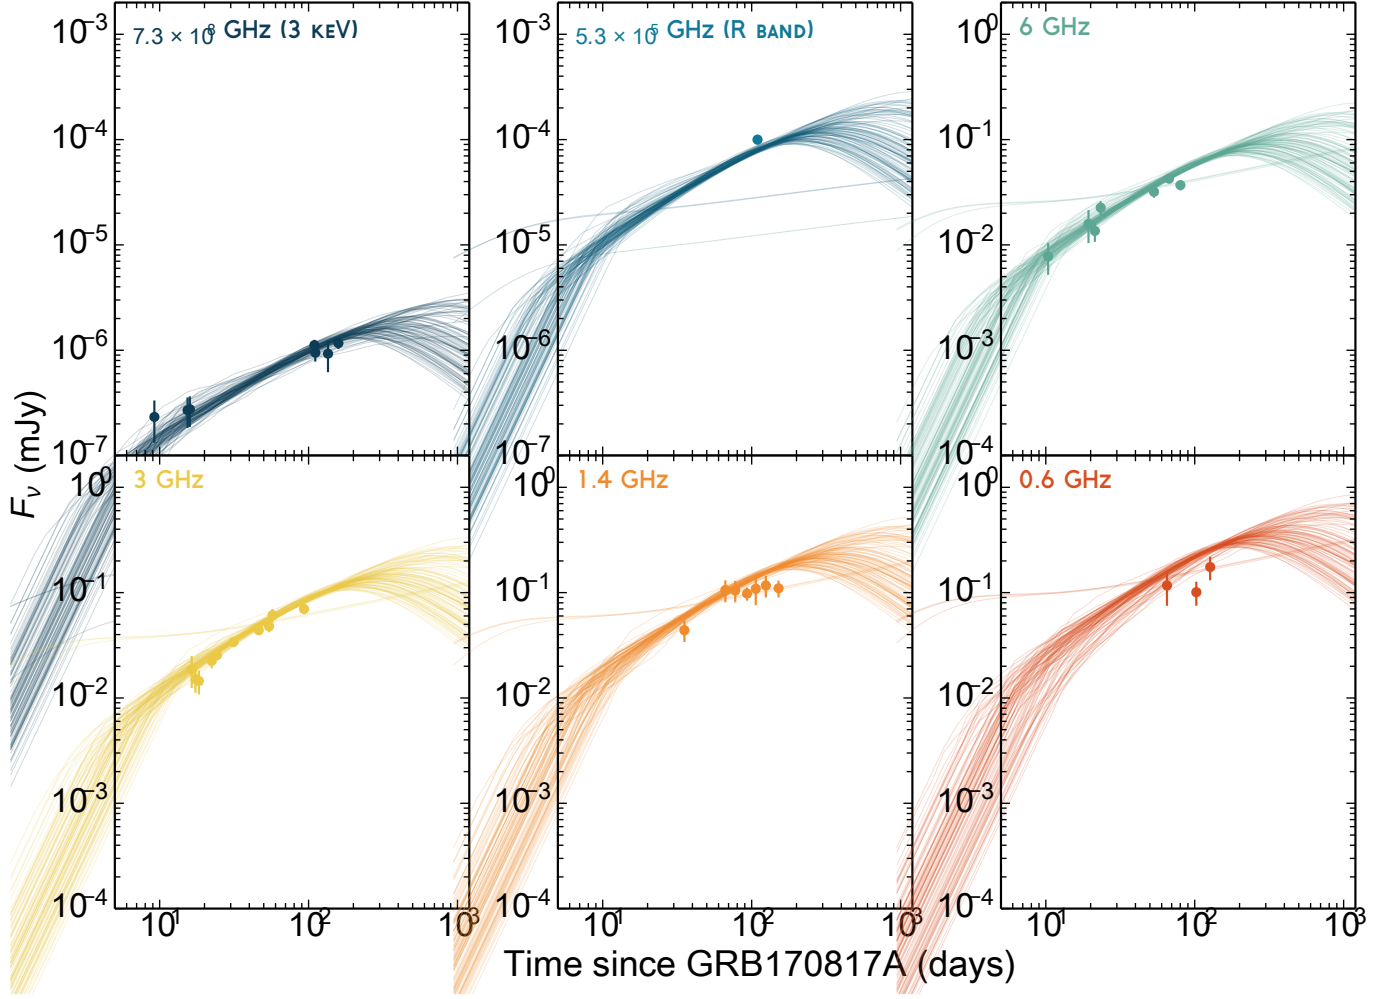 7.3 × 10⁸ GHz (3 keV)
5.3 × 10⁵ GHz (R band)
6 GHz
10⁻³
10⁻⁴
10⁻⁵
10⁻⁶
10⁻⁷
10⁻³
10⁻⁴
10⁻⁵
10⁻⁶
10⁻⁷
10⁰
10⁻¹
10⁻²
10⁻³
10⁻⁴
Fν (mJy)
3 GHz
1.4 GHz
0.6 GHz
10⁰
10⁻¹
10⁻²
10⁻³
10⁻⁴
10⁰
10⁻¹
10⁻²
10⁻³
10⁻⁴
10⁰
10⁻¹
10⁻²
10⁻³
10⁻⁴
10¹ 10² 10³
10¹ 10² 10³
10¹ 10² 10³
Time since GRB170817A (days)